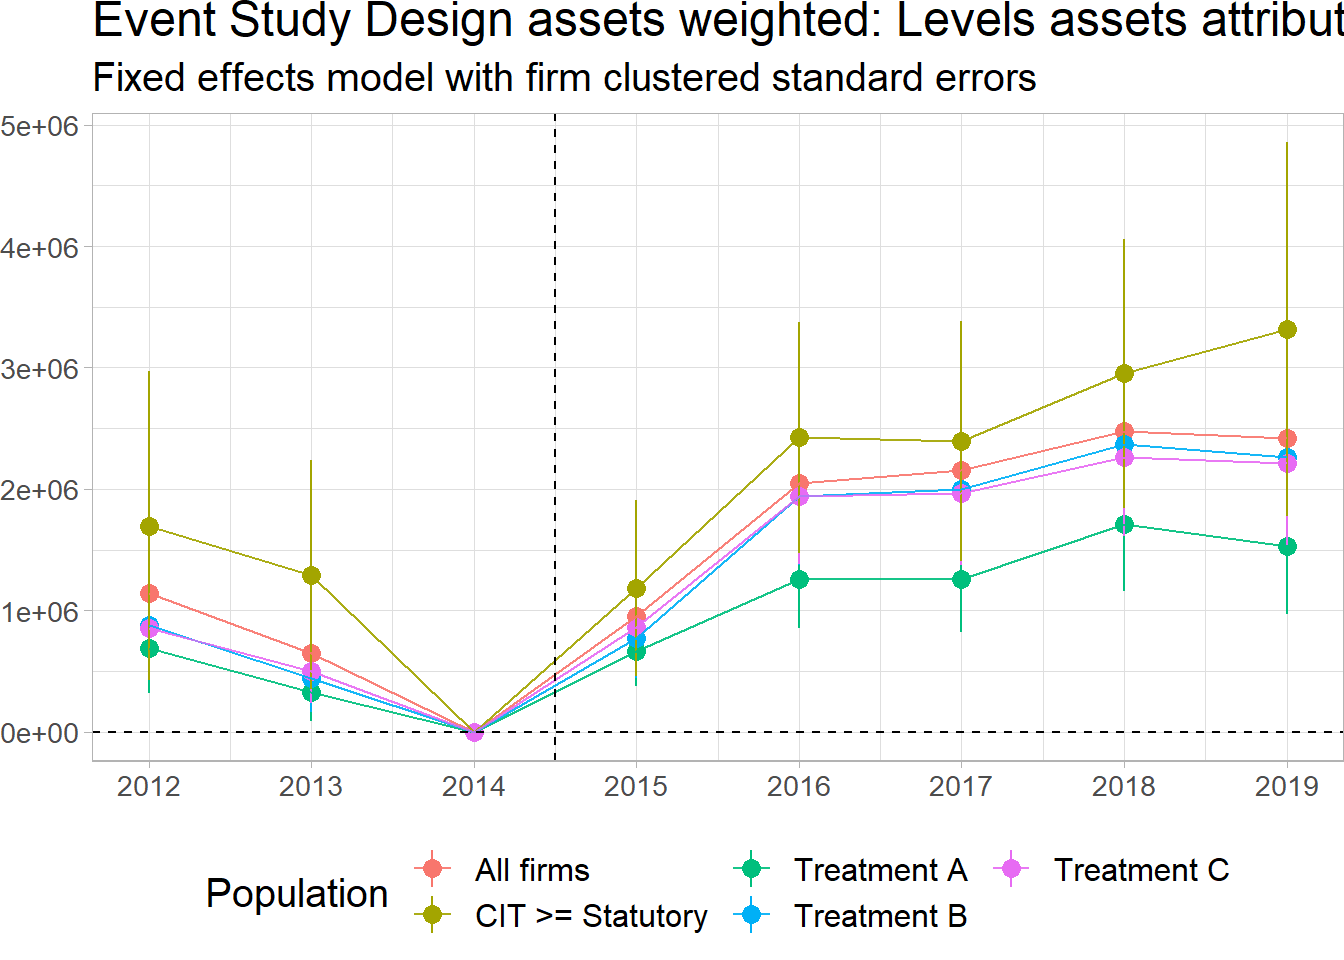 Event Study Design assets weighted: Levels assets attribut
Fixed effects model with firm clustered standard errors
5e+06
4e+06
3e+06
2e+06
1e+06
0e+00
2012 2013 2014 2015 2016 2017 2018 2019
Population
All firms
CIT >= Statutory
Treatment A
Treatment B
Treatment C